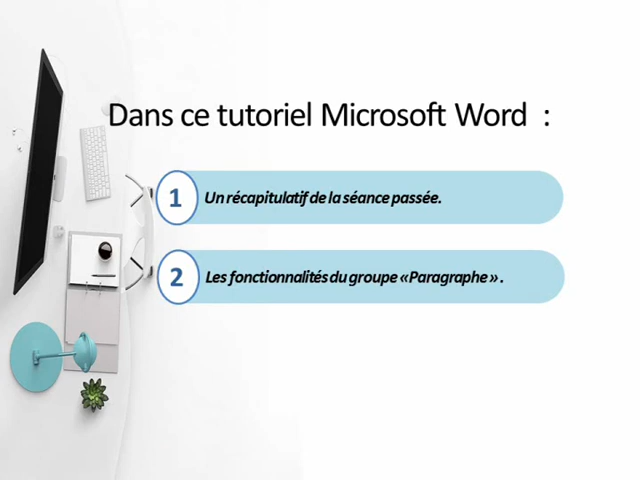 Dans ce tutoriel Microsoft Word :
1 Un récapitulatif de la séance passée.
2 Les fonctionnalités du groupe «Paragraphe» .